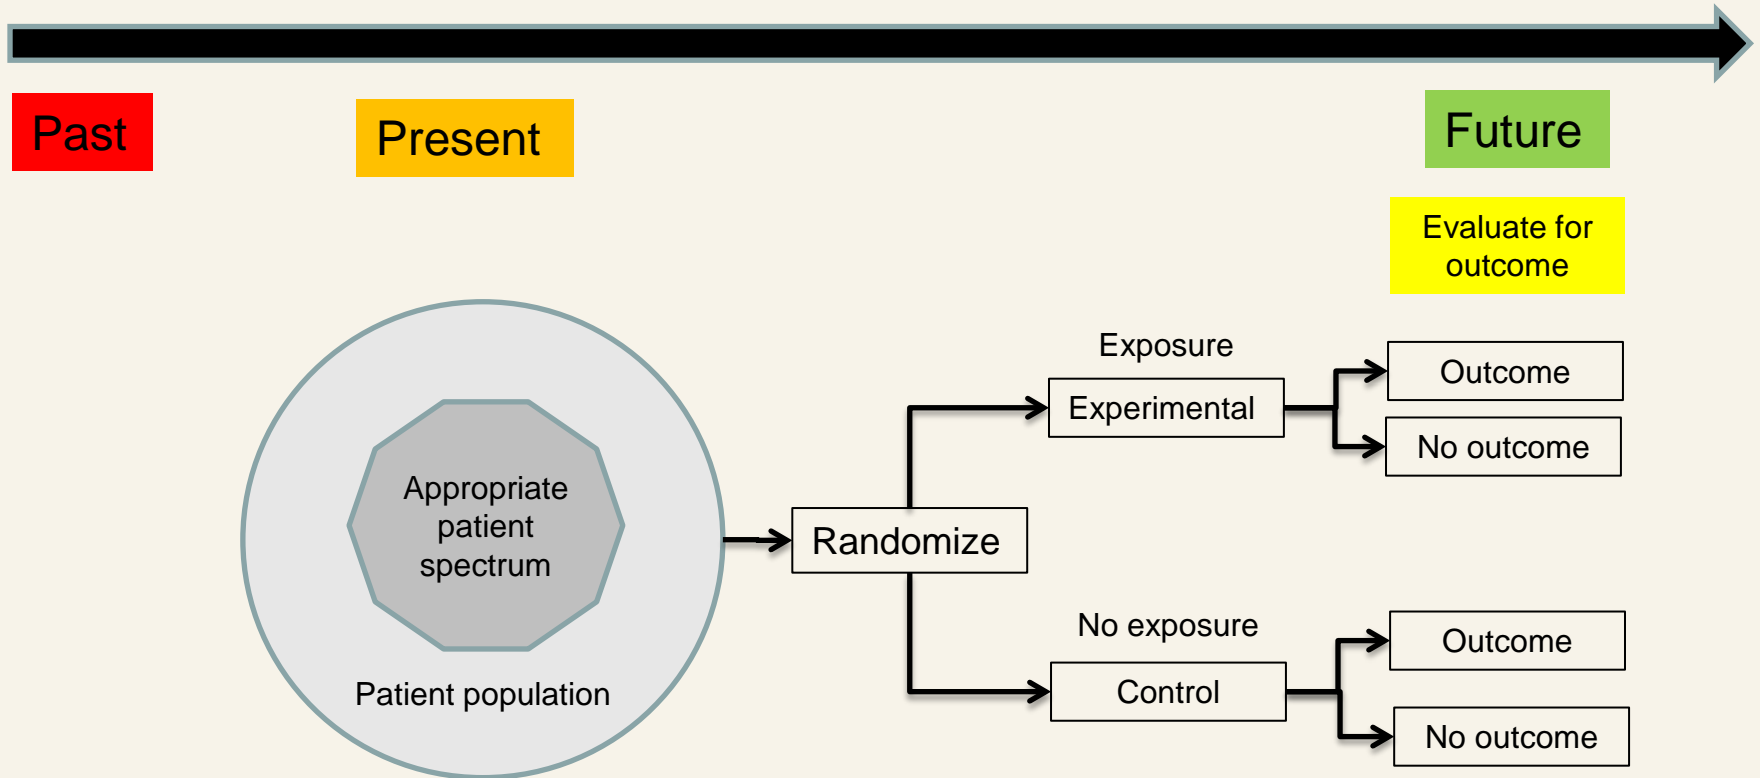 Past
Present
Future
Evaluate for
outcome
Exposure
Experimental
Outcome
No outcome
Appropriate
patient
spectrum
Patient population
Randomize
No exposure
Control
Outcome
No outcome